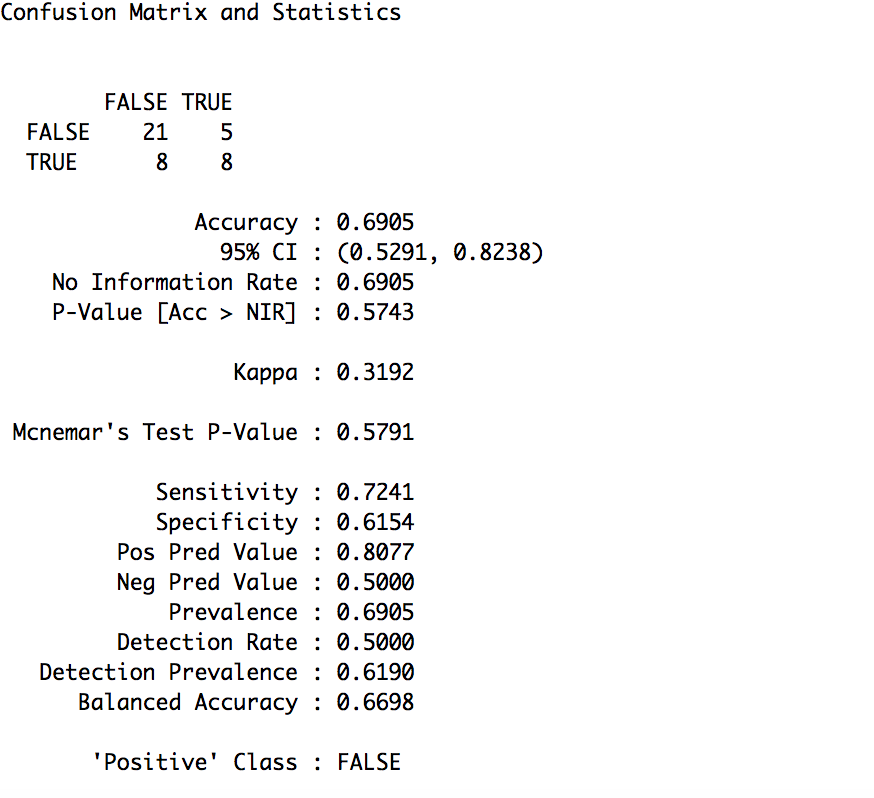 Confusion Matrix and Statistics
FALSE TRUE
FALSE 21 5
TRUE 8 8
Accuracy : 0.6905
95% CI : (0.5291, 0.8238)
No Information Rate : 0.6905
P-Value [Acc > NIR] : 0.5743
Kappa : 0.3192
Mcnemar's Test P-Value : 0.5791
Sensitivity : 0.7241
Specificity : 0.6154
Pos Pred Value : 0.8077
Neg Pred Value : 0.5000
Prevalence : 0.6905
Detection Rate : 0.5000
Detection Prevalence : 0.6190
Balanced Accuracy : 0.6698
'Positive' Class : FALSE